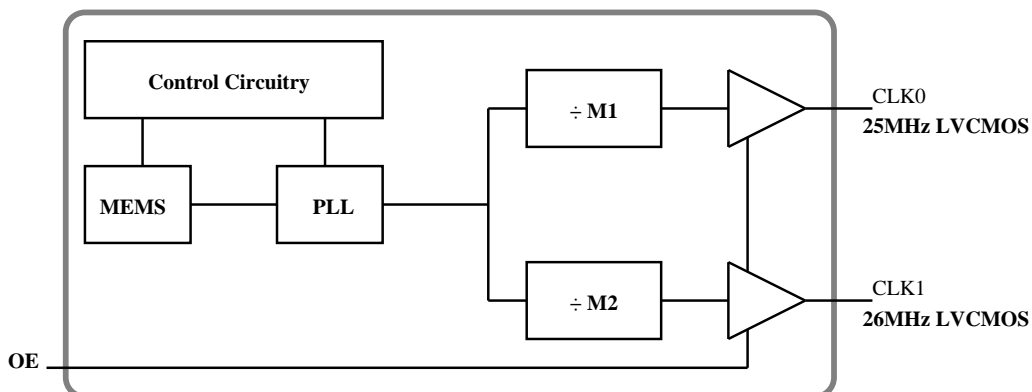 Control Circuitry
÷ M1
CLK0
25MHz LVCMOS
MEMS
PLL
÷ M2
CLK1
26MHz LVCMOS
OE